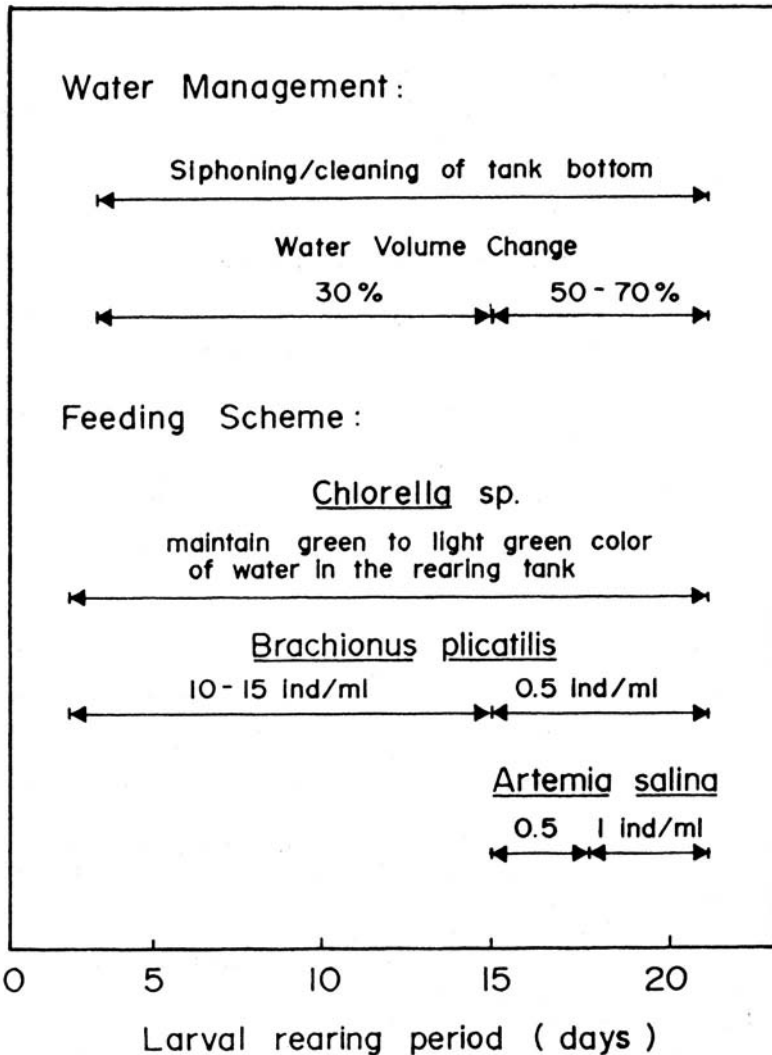 Water Management :
Siphoning/cleaning of tank bottom
Water Volume Change
30% 50-70%
Feeding Scheme :
Chlorella sp.
maintain green to light green color
of water in the rearing tank
Brachionus plicatilis
10-15 ind/ml 0.5 ind/ml
Artemia salina
0.5 1 ind/ml
0 5 10 15 20
Larval rearing period ( days )